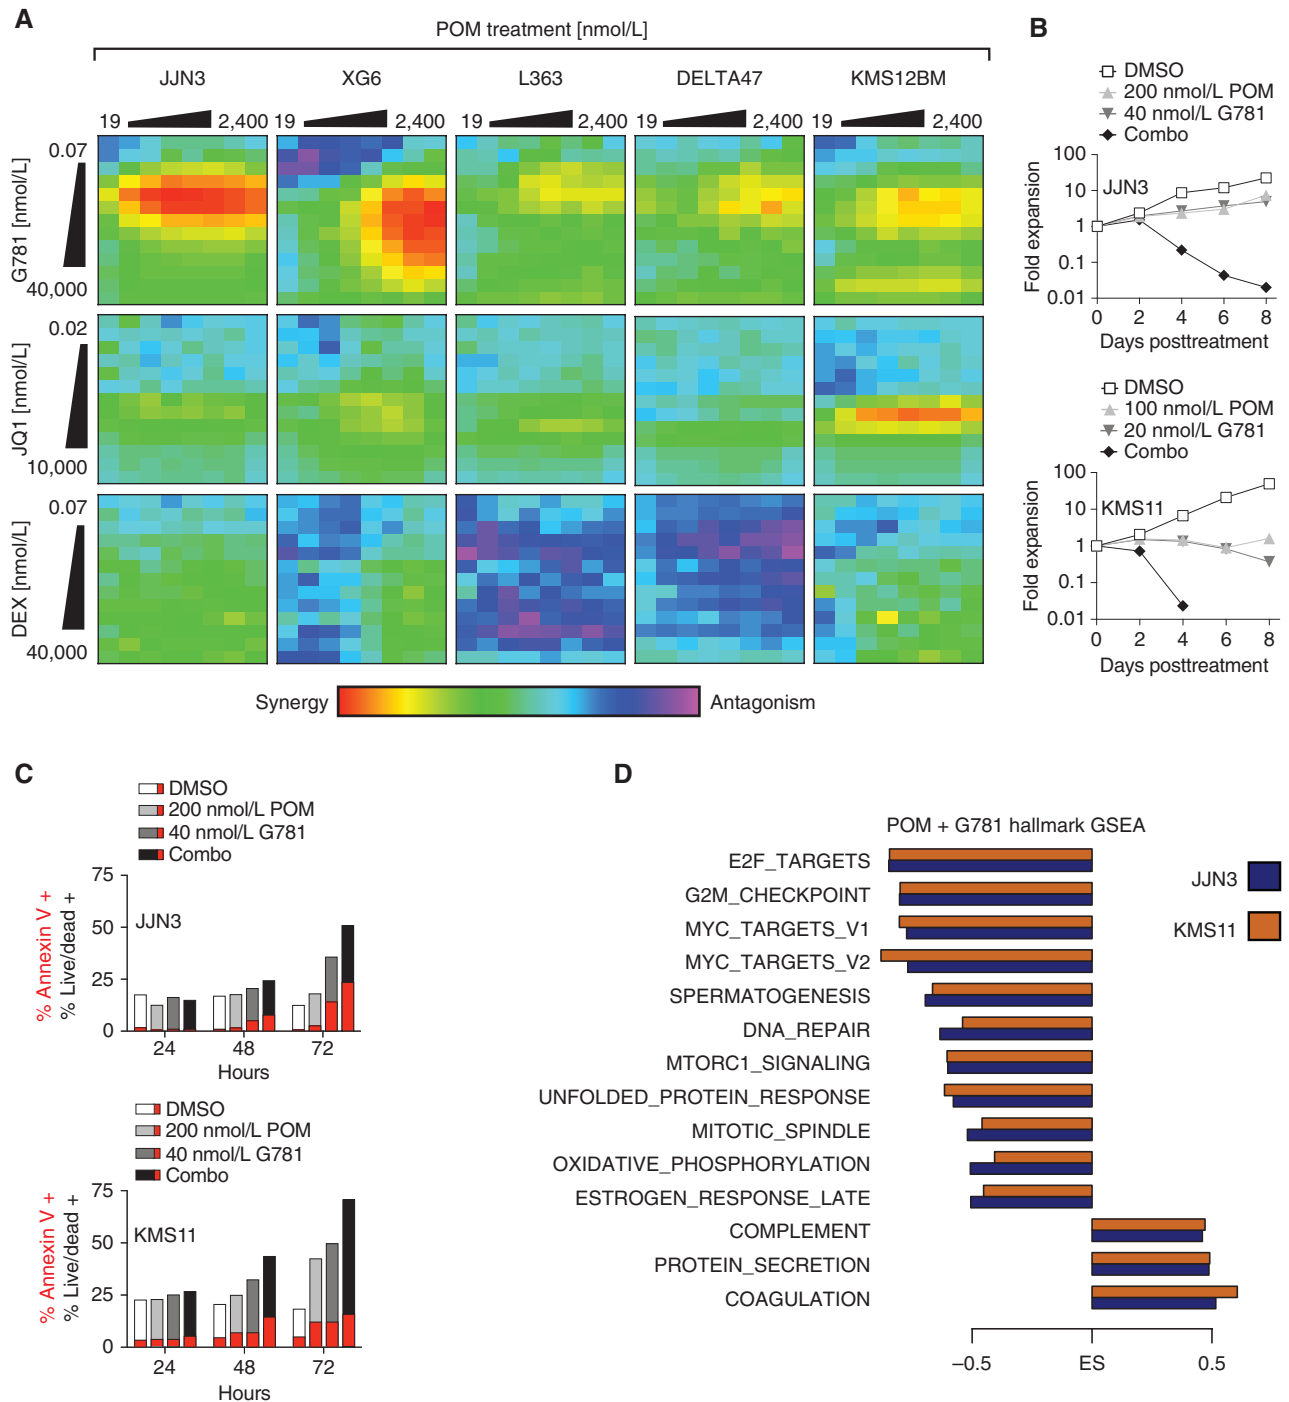 A
POM treatment [nmol/L]
JJN3 XG6 L363 DELTA47 KMS12BM
19 2,400 19 2,400 19 2,400 19 2,400 19 2,400
G781 [nmol/L]
0.07
40,000
JQ1 [nmol/L]
0.02
10,000
DEX [nmol/L]
0.07
40,000
Synergy Antagonism
B
DMSO
200 nmol/L POM
40 nmol/L G781
Combo
JJN3
Fold expansion
100
10
1
0.1
0.01
0 2 4 6 8
Days posttreatment
DMSO
100 nmol/L POM
20 nmol/L G781
Combo
KMS11
Fold expansion
100
10
1
0.1
0.01
0 2 4 6 8
Days posttreatment
C
DMSO
200 nmol/L POM
40 nmol/L G781
Combo
JJN3
% Annexin V +
% Live/dead +
75
50
25
0
24 48 72
Hours
DMSO
200 nmol/L POM
40 nmol/L G781
Combo
KMS11
% Annexin V +
% Live/dead +
75
50
25
0
24 48 72
Hours
D
POM + G781 hallmark GSEA
JJN3
KMS11
E2F_TARGETS
G2M_CHECKPOINT
MYC_TARGETS_V1
MYC_TARGETS_V2
SPERMATOGENESIS
DNA_REPAIR
MTORC1_SIGNALING
UNFOLDED_PROTEIN_RESPONSE
MITOTIC_SPINDLE
OXIDATIVE_PHOSPHORYLATION
ESTROGEN_RESPONSE_LATE
COMPLEMENT
PROTEIN_SECRETION
COAGULATION
−0.5 ES 0.5